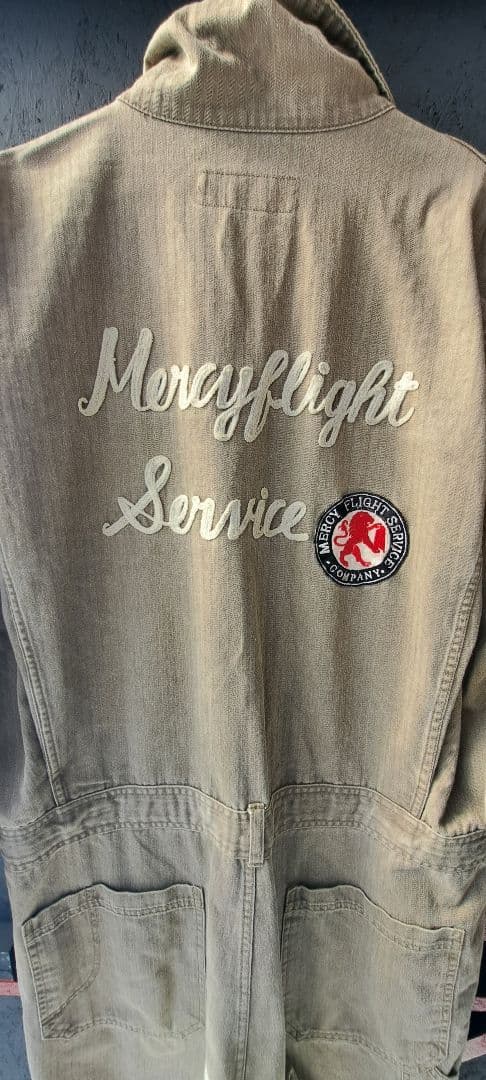 Mercyflight
Service
MERCY FLIGHT SERVICE
• COMPANY •